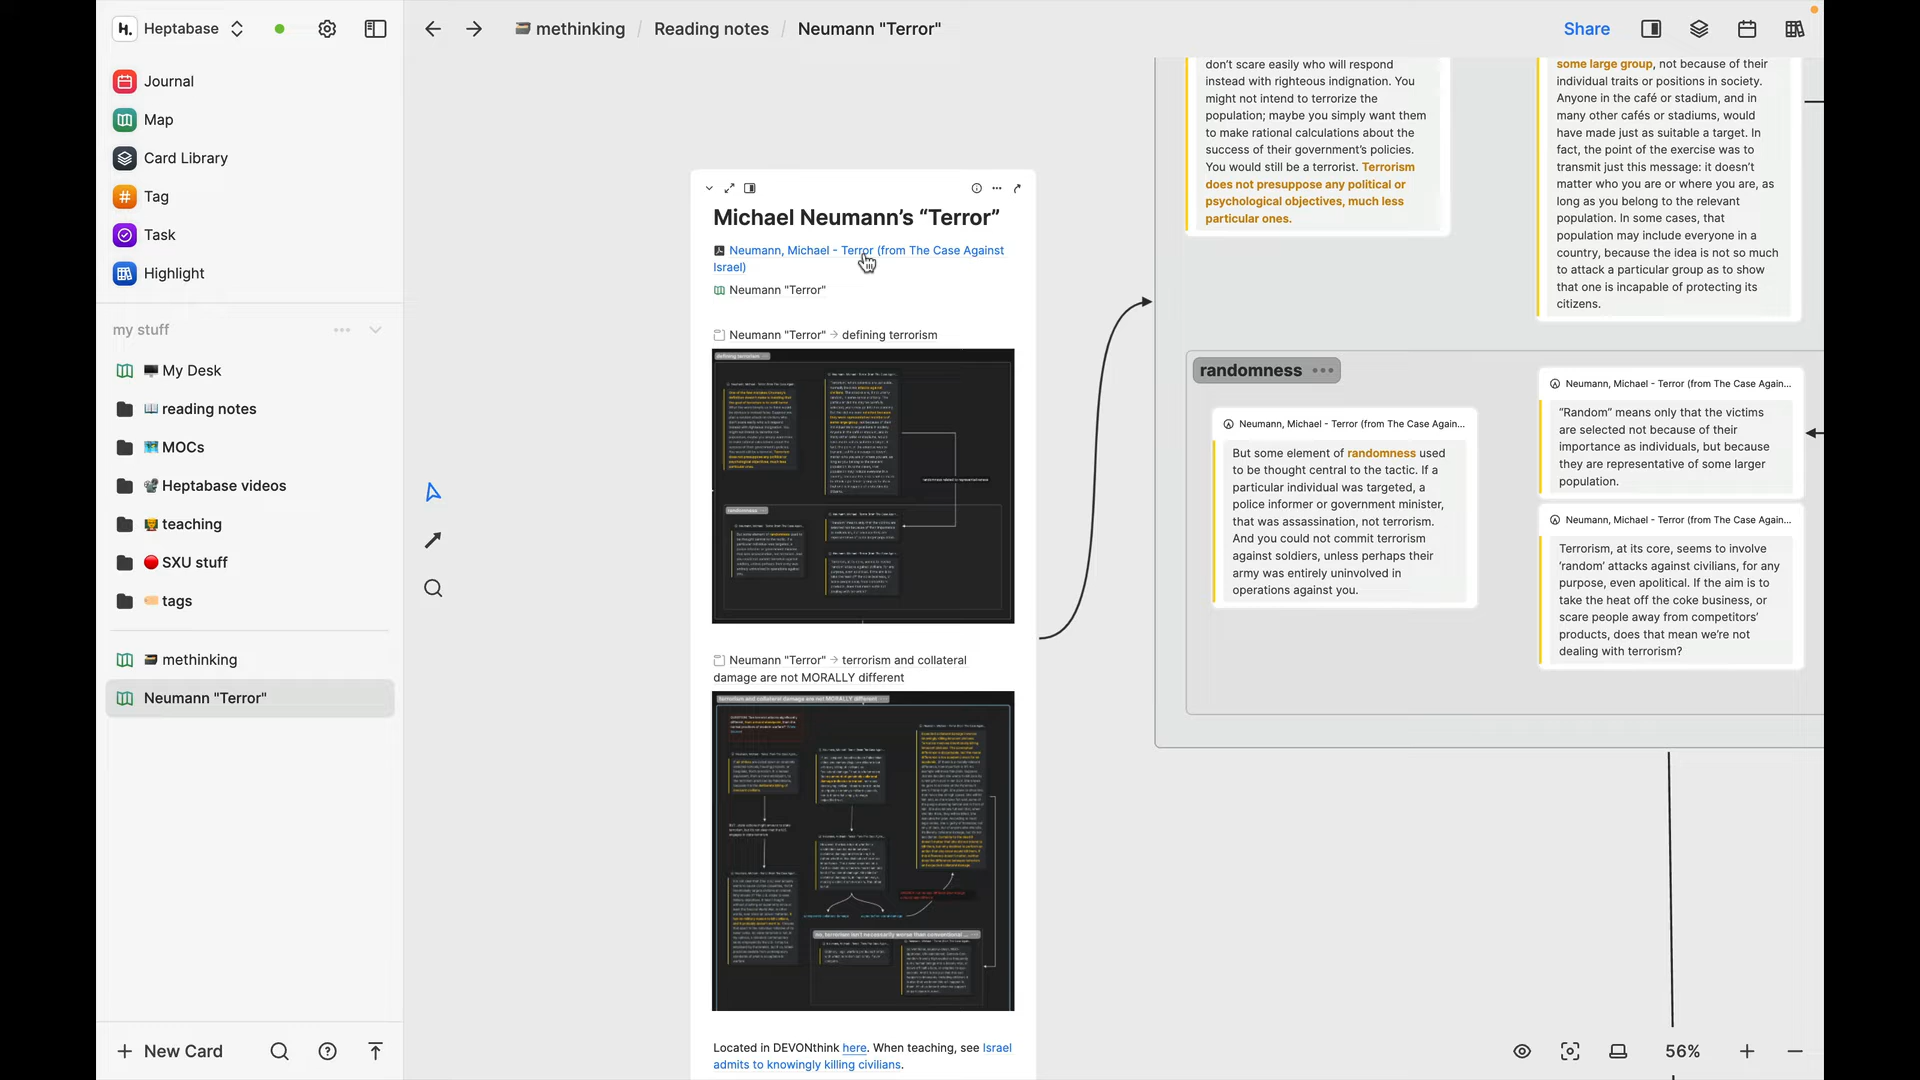 Heptabase
Journal
Map
Card Library
Tag
Task
Highlight
my stuff
My Desk
reading notes
MOCs
Heptabase videos
teaching
SXU stuff
tags
methinking
Neumann "Terror"
New Card
methinking / Reading notes / Neumann "Terror"
Share
Michael Neumann’s “Terror”
Neumann, Michael - Terror (from The Case Against
Israel)
Neumann "Terror"
Neumann "Terror" → defining terrorism
defining terrorism
randomness
Neumann "Terror" → terrorism and collateral
damage are not MORALLY different
terrorism and collateral damage are not MORALLY different
no, terrorism isn't necessarily worse than conventional ...
Located in DEVONthink here. When teaching, see Israel
admits to knowingly killing civilians.
don’t scare easily who will respond
instead with righteous indignation. You
might not intend to terrorize the
population; maybe you simply want them
to make rational calculations about the
success of their government’s policies.
You would still be a terrorist. Terrorism
does not presuppose any political or
psychological objectives, much less
particular ones.
some large group, not because of their
individual traits or positions in society.
Anyone in the café or stadium, and in
many other cafés or stadiums, would
have made just as suitable a target. In
fact, the point of the exercise was to
transmit just this message: it doesn’t
matter who you are or where you are, as
long as you belong to the relevant
population. In some cases, that
population may include everyone in a
country, because the idea is not so much
to attack a particular group as to show
that one is incapable of protecting its
citizens.
randomness
Neumann, Michael - Terror (from The Case Again...
But some element of randomness used
to be thought central to the tactic. If a
particular individual was targeted, a
police informer or government minister,
that was assassination, not terrorism.
And you could not commit terrorism
against soldiers, unless perhaps their
army was entirely uninvolved in
operations against you.
Neumann, Michael - Terror (from The Case Again...
“Random” means only that the victims
are selected not because of their
importance as individuals, but because
they are representative of some larger
population.
Neumann, Michael - Terror (from The Case Again...
Terrorism, at its core, seems to involve
‘random’ attacks against civilians, for any
purpose, even apolitical. If the aim is to
take the heat off the coke business, or
scare people away from competitors’
products, does that mean we’re not
dealing with terrorism?
56%